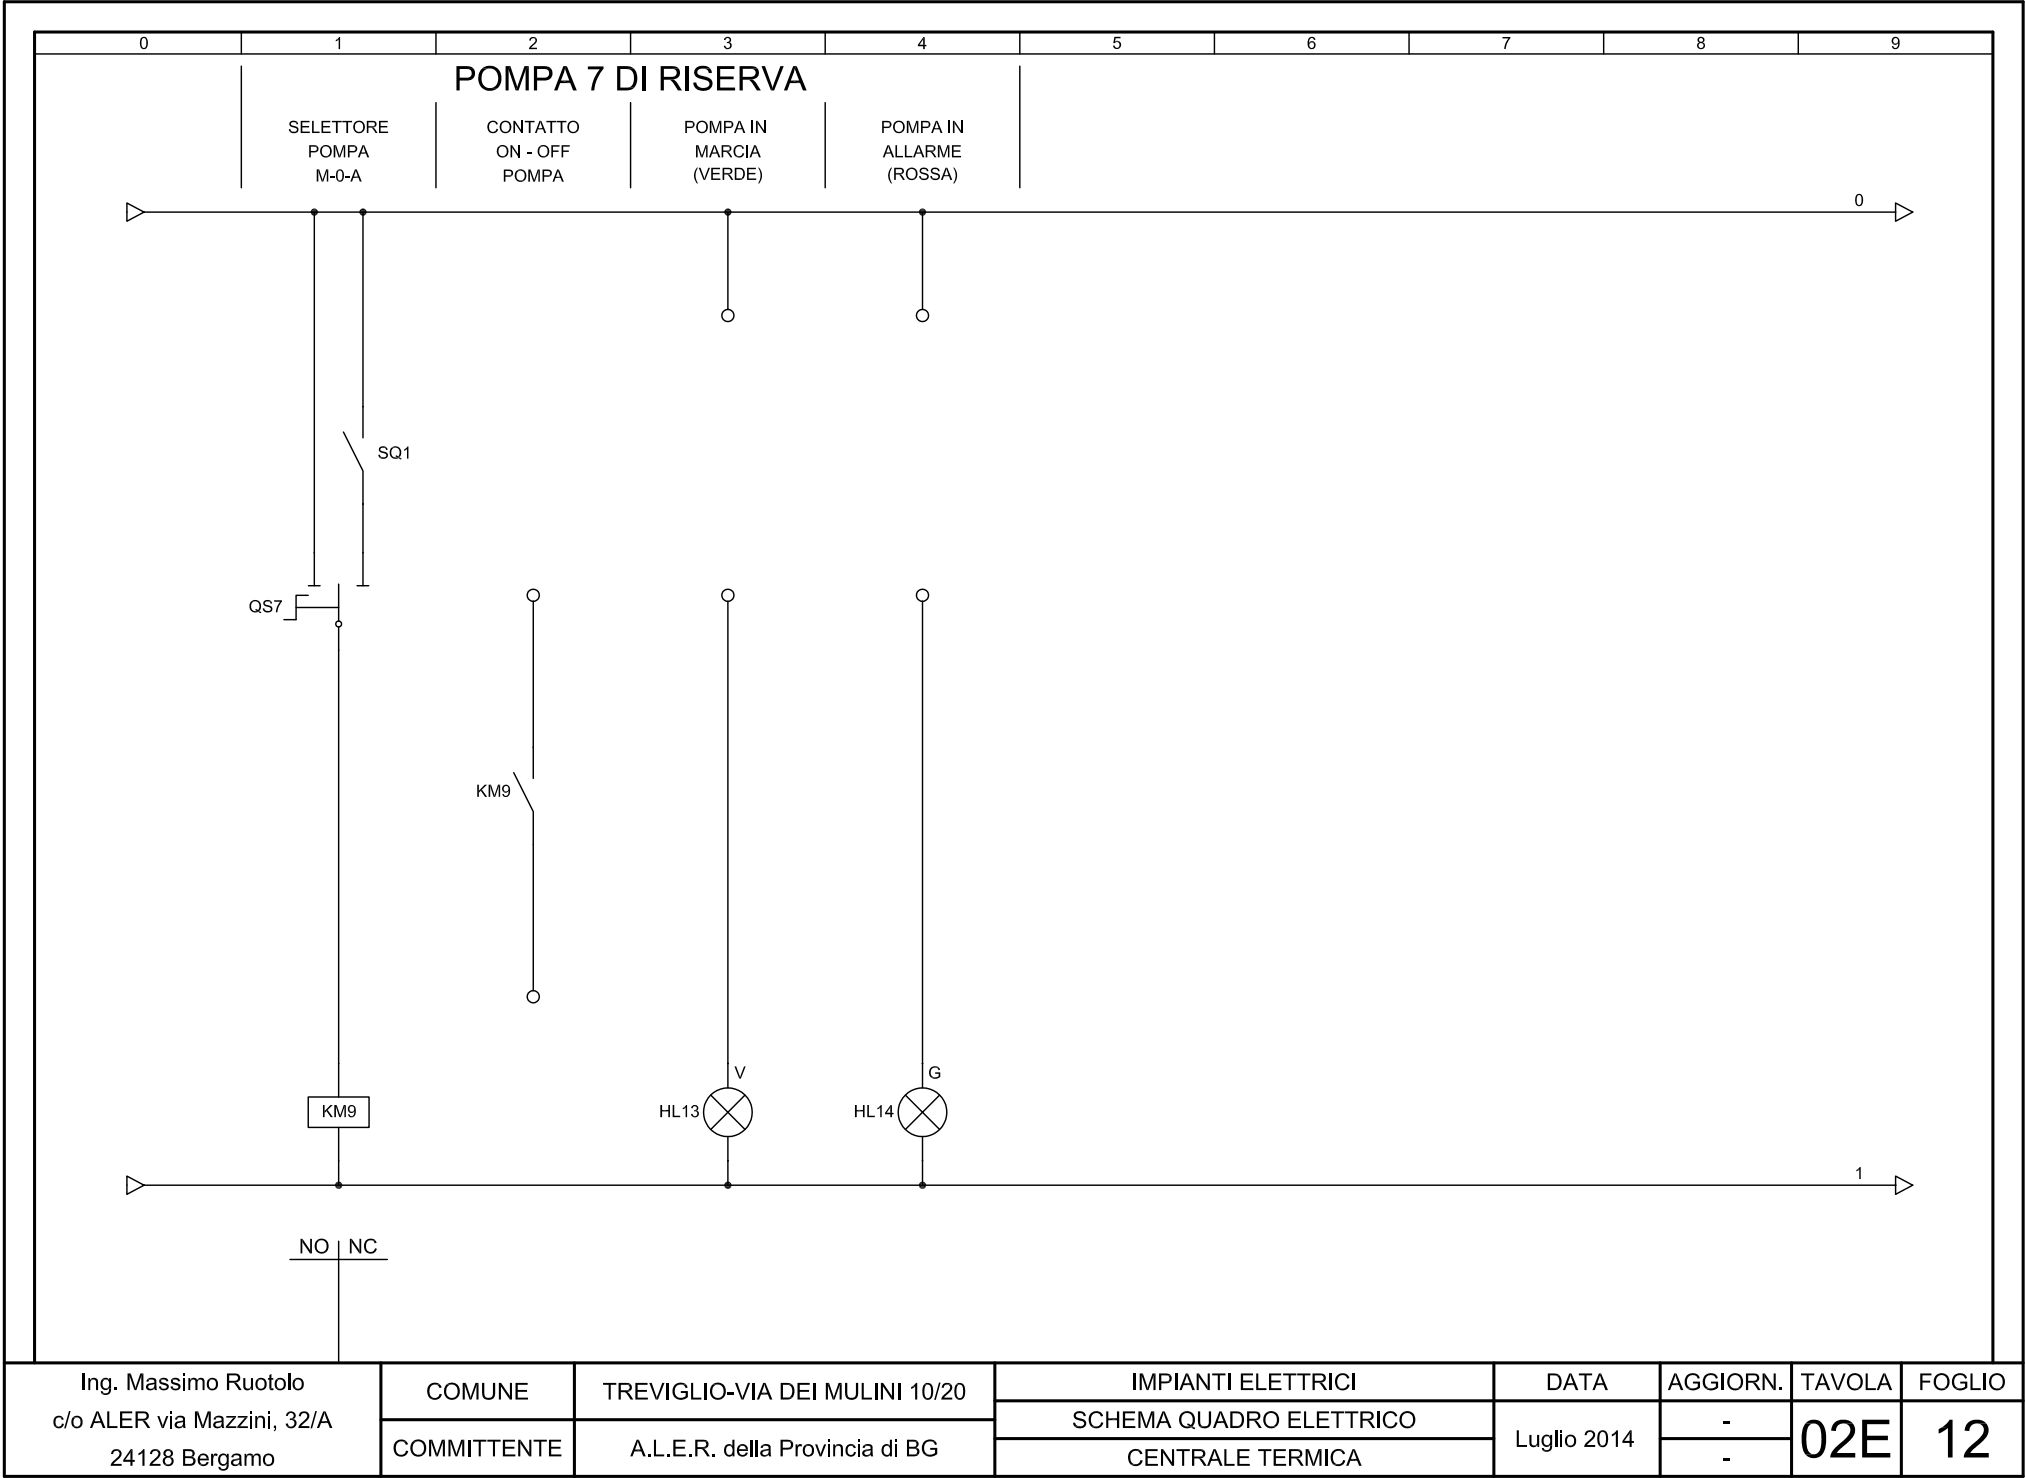 0 1 2 3 4 5 6 7 8 9
POMPA 7 DI RISERVA
SELETTORE
POMPA
M-0-A
CONTATTO
ON - OFF
POMPA
POMPA IN
MARCIA
(VERDE)
POMPA IN
ALLARME
(ROSSA)
0
SQ1
QS7
KM9
KM9
V
HL13
G
HL14
1
NO NC
Ing. Massimo Ruotolo
c/o ALER via Mazzini, 32/A
24128 Bergamo
COMUNE
COMMITTENTE
TREVIGLIO-VIA DEI MULINI 10/20
A.L.E.R. della Provincia di BG
IMPIANTI ELETTRICI
SCHEMA QUADRO ELETTRICO
CENTRALE TERMICA
DATA
Luglio 2014
AGGIORN.
-
-
TAVOLA
02E
FOGLIO
12